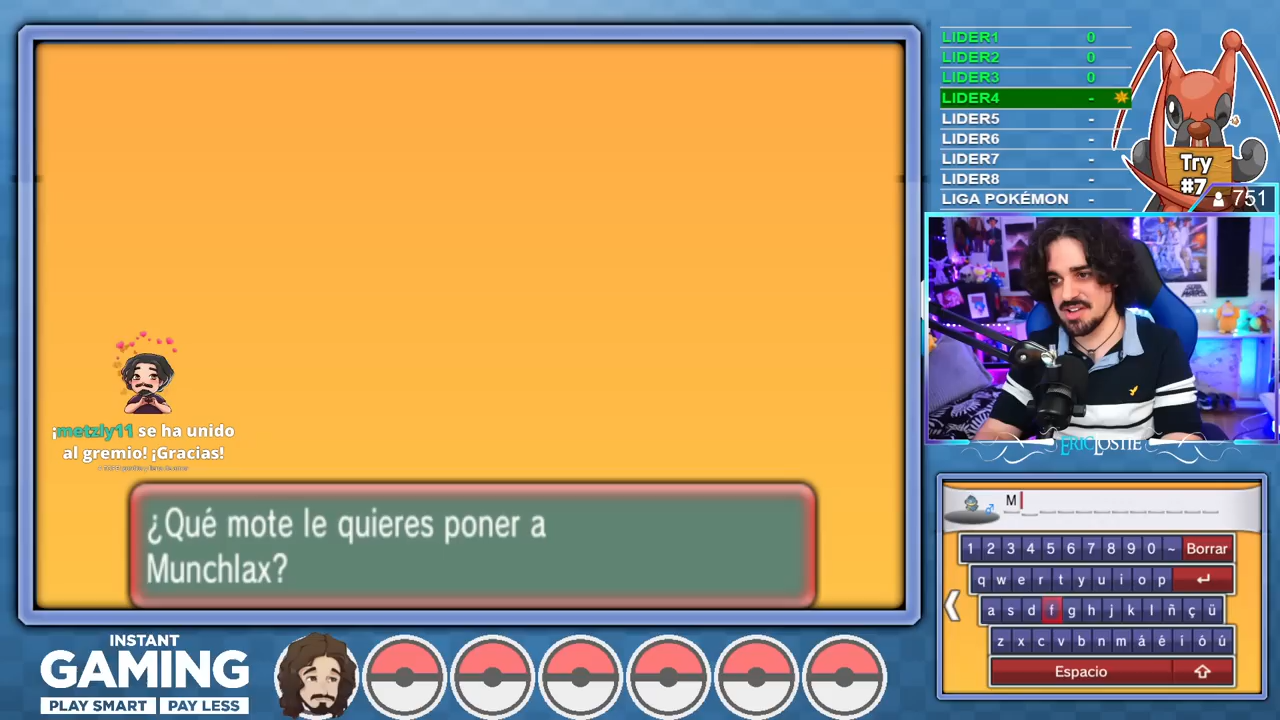 LIDER1 0
LIDER2 0
LIDER3 0
LIDER4 -
LIDER5 -
LIDER6 -
LIDER7 -
LIDER8 -
LIGA POKÉMON -
Try
#7
751
¡metzly11 se ha unido
al gremio! ¡Gracias!
ERICLOSTIE
¿Qué mote le quieres poner a
Munchlax?
M
1 2 3 4 5 6 7 8 9 0 ~ Borrar
q w e r t y u i o p
a s d f g h j k l ñ ç ü
z x c v b n m á é í ó ú
Espacio
INSTANT
GAMING
PLAY SMART PAY LESS